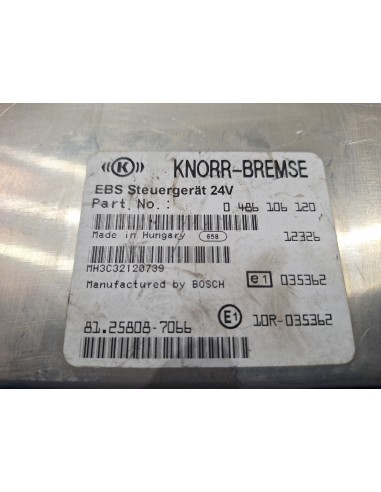 ((K)) KNORR-BREMSE
EBS Steuergerät 24V
Part. No.: 0 486 106 120
Made in Hungary 658 12326
MH3C32120739
Manufactured by BOSCH e1 035362
81.25808-7066 E1 10R-035362